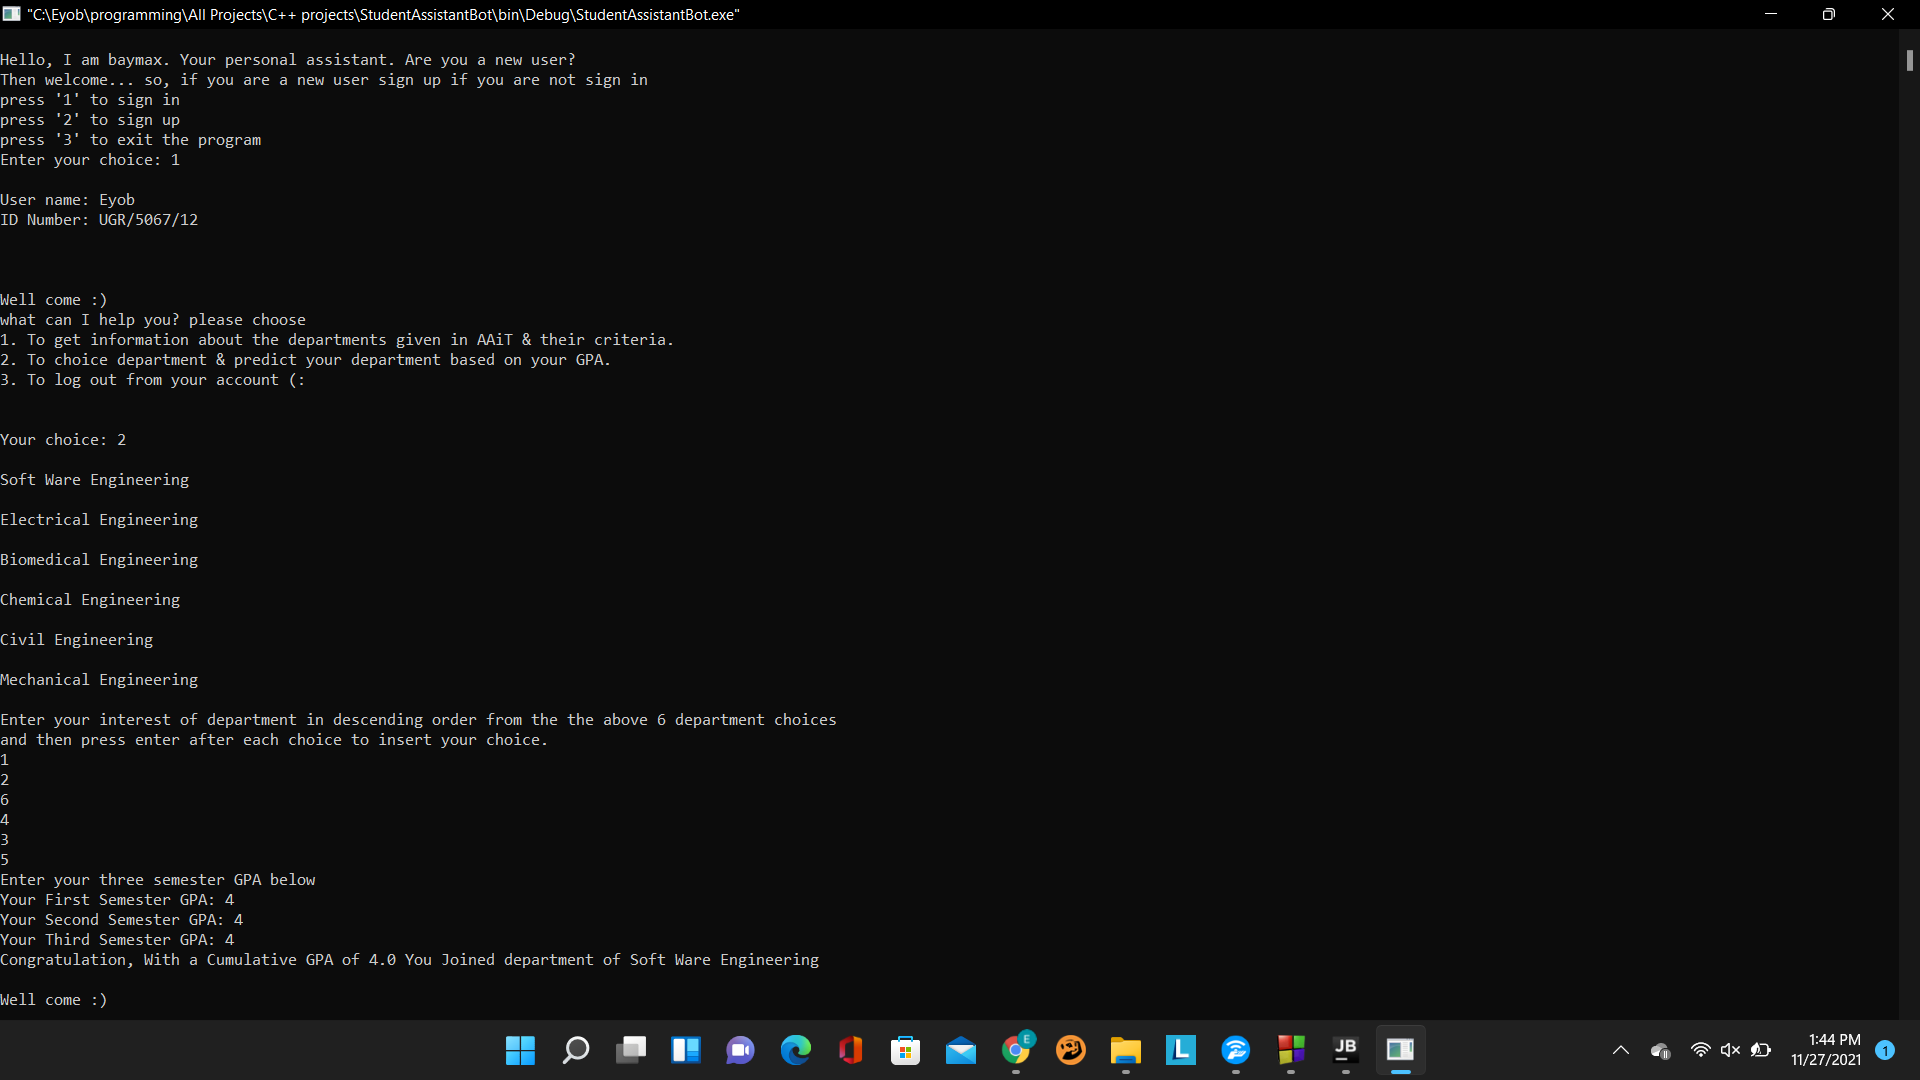 "C:\Eyob\programming\All Projects\C++ projects\StudentAssistantBot\bin\Debug\StudentAssistantBot.exe"
Hello, I am baymax. Your personal assistant. Are you a new user?
Then welcome... so, if you are a new user sign up if you are not sign in
press '1' to sign in
press '2' to sign up
press '3' to exit the program
Enter your choice: 1
User name: Eyob
ID Number: UGR/5067/12
Well come :)
what can I help you? please choose
1. To get information about the departments given in AAiT & their criteria.
2. To choice department & predict your department based on your GPA.
3. To log out from your account (:
Your choice: 2
Soft Ware Engineering
Electrical Engineering
Biomedical Engineering
Chemical Engineering
Civil Engineering
Mechanical Engineering
Enter your interest of department in descending order from the the above 6 department choices
and then press enter after each choice to insert your choice.
1
2
6
4
3
5
Enter your three semester GPA below
Your First Semester GPA: 4
Your Second Semester GPA: 4
Your Third Semester GPA: 4
Congratulation, With a Cumulative GPA of 4.0 You Joined department of Soft Ware Engineering
Well come :)
E
L
JB
1:44 PM
11/27/2021
1